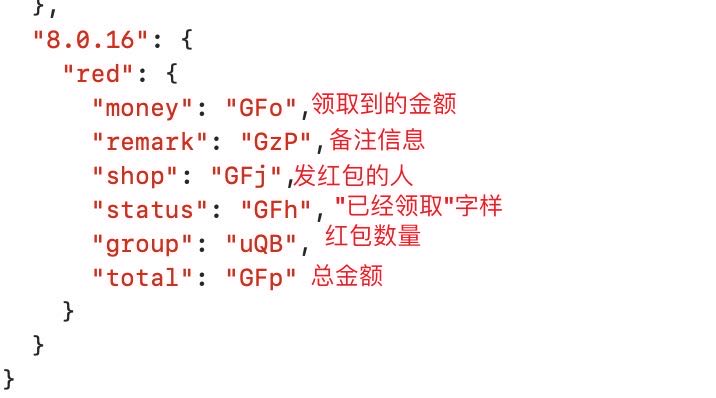 },
"8.0.16": {
"red": {
"money": "GFo",领取到的金额
"remark": "GzP",备注信息
"shop": "GFj",发红包的人
"status": "GFh","已经领取"字样
"group": "uQB", 红包数量
"total": "GFp" 总金额
}
}
}